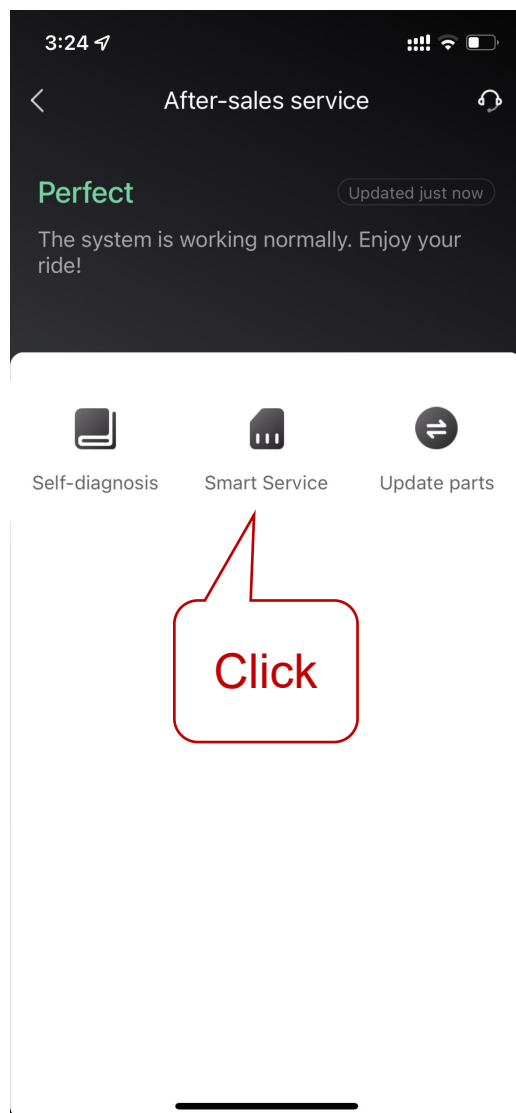 3:24
After-sales service
Perfect
Updated just now
The system is working normally. Enjoy your
ride!
Self-diagnosis
Smart Service
Update parts
Click